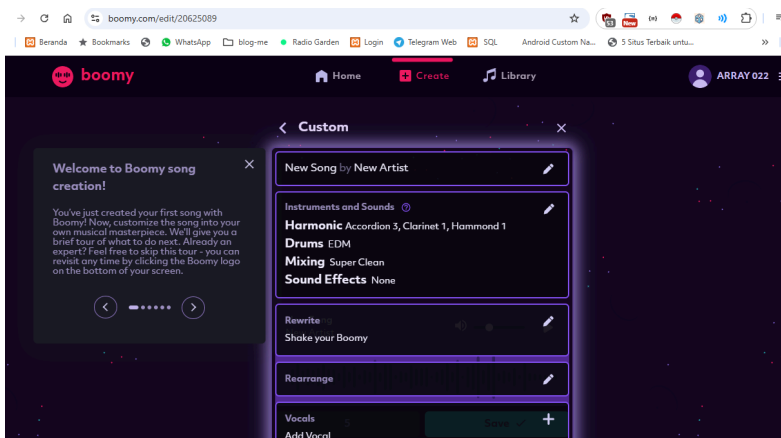 boomy.com/edit/20625089
53
New
Beranda
Bookmarks
WhatsApp
blog-me
Radio Garden
Login
Telegram Web
SQL
Android Custom Na...
5 Situs Terbaik untu...
boomy
Home
Create
Library
ARRAY 022
Custom
Welcome to Boomy song
creation!
You've just created your first song with
Boomy! Now, customize the song into your
own musical masterpiece. We'll give you a
brief tour of what to do next. Already an
expert? Feel free to skip this tour - you can
revisit any time by clicking the Boomy logo
on the bottom of your screen.
New Song by New Artist
Instruments and Sounds
Harmonic Accordion 3, Clarinet 1, Hammond 1
Drums EDM
Mixing Super Clean
Sound Effects None
Rewrite
Shake your Boomy
Rearrange
Vocals
Add Vocal
Save